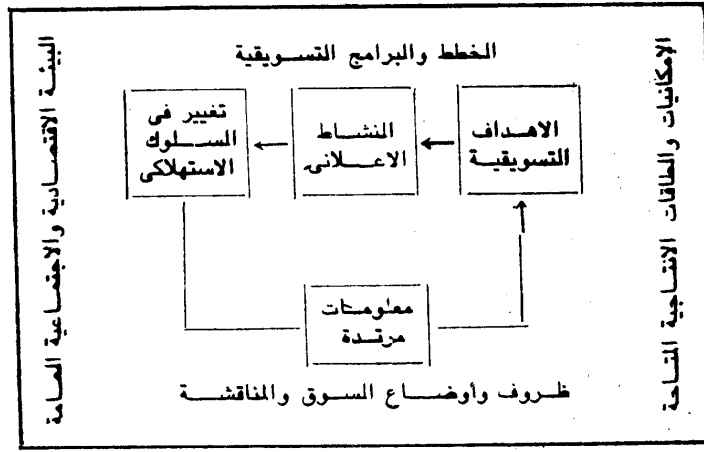 الخطط والبرامج التسويقية
الإمكانيات والطاقات الانتاجية المتاحة
الاهداف
التسويقية
النشاط
الاعلانى
تغيير فى
السلوك
الاستهلاكى
معلومات
مرتدة
ظروف وأوضاع السوق والمناقشة
البيئة الاقتصادية والاجتماعية العامة